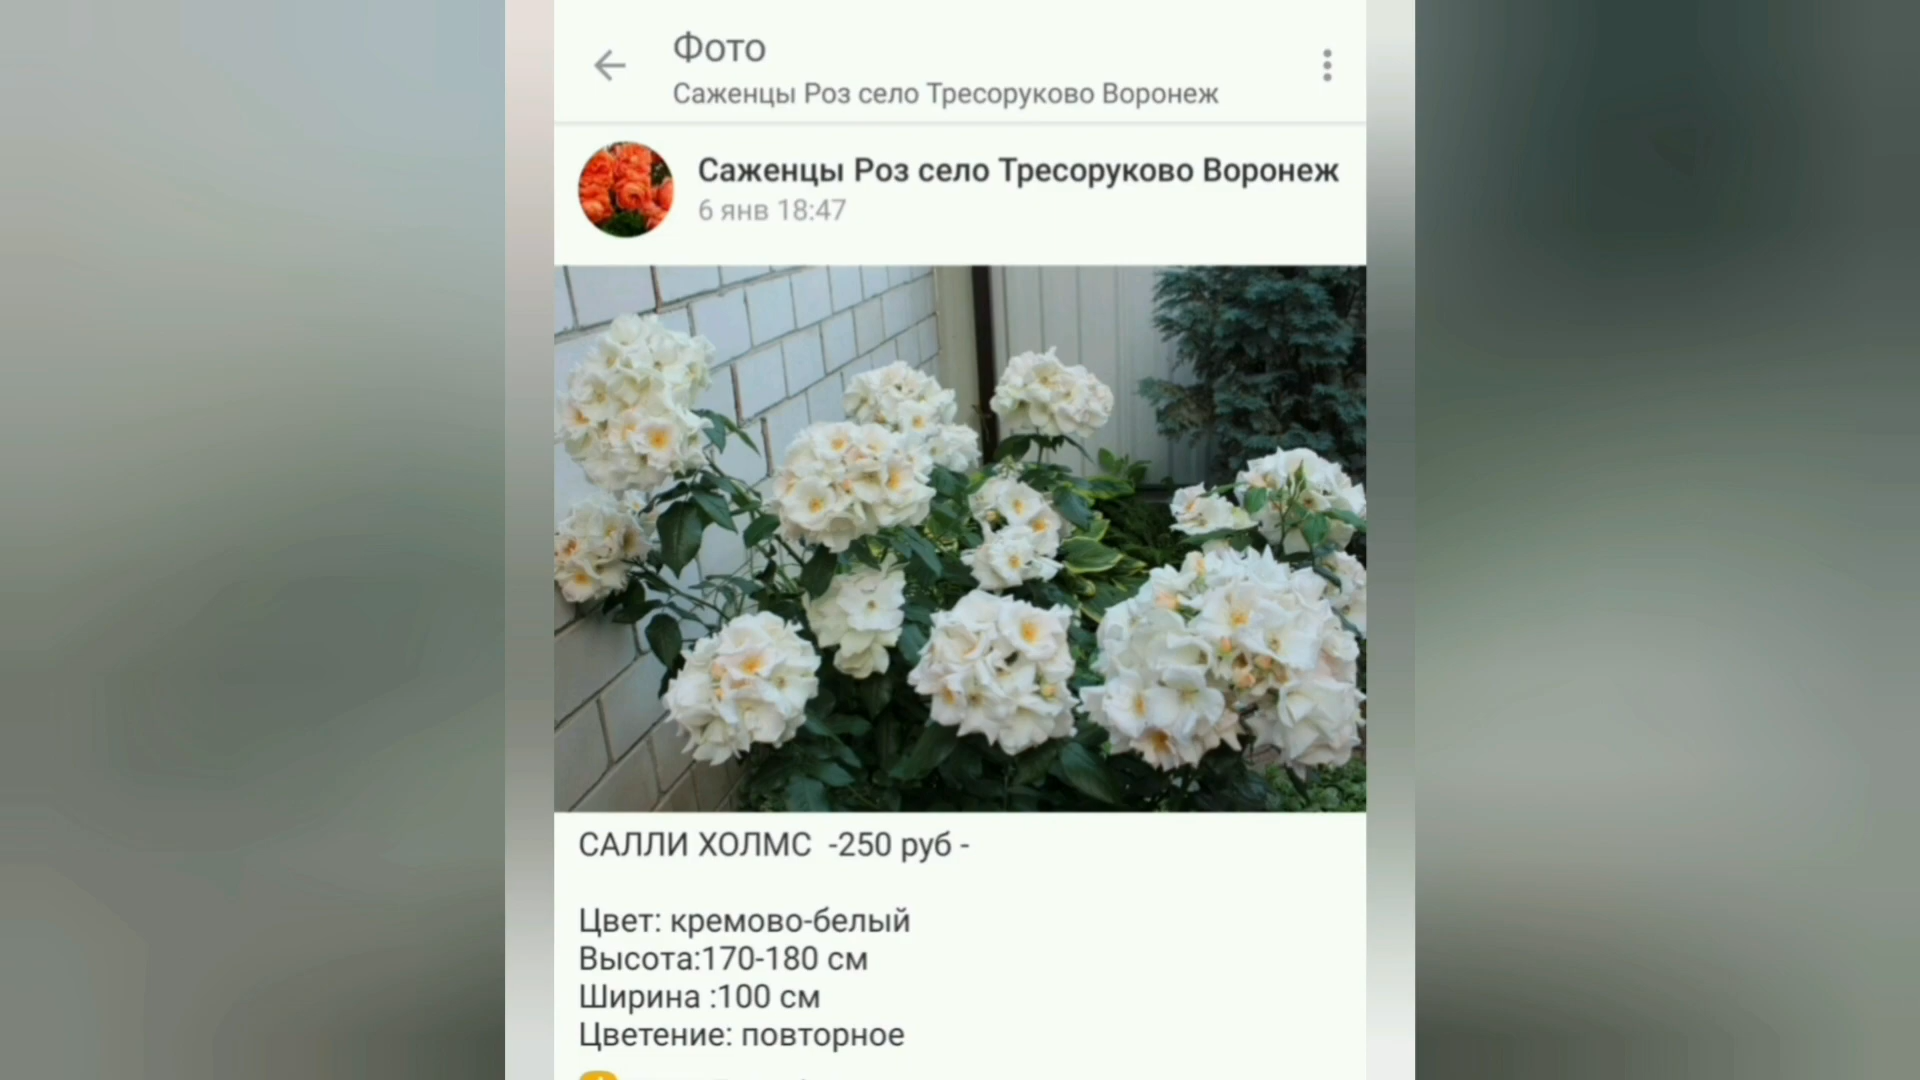 Фото
Саженцы Роз село Тресоруково Воронеж
Саженцы Роз село Тресоруково Воронеж
6 янв 18:47
САЛЛИ ХОЛМС -250 руб -
Цвет: кремово-белый
Высота:170-180 см
Ширина :100 см
Цветение: повторное